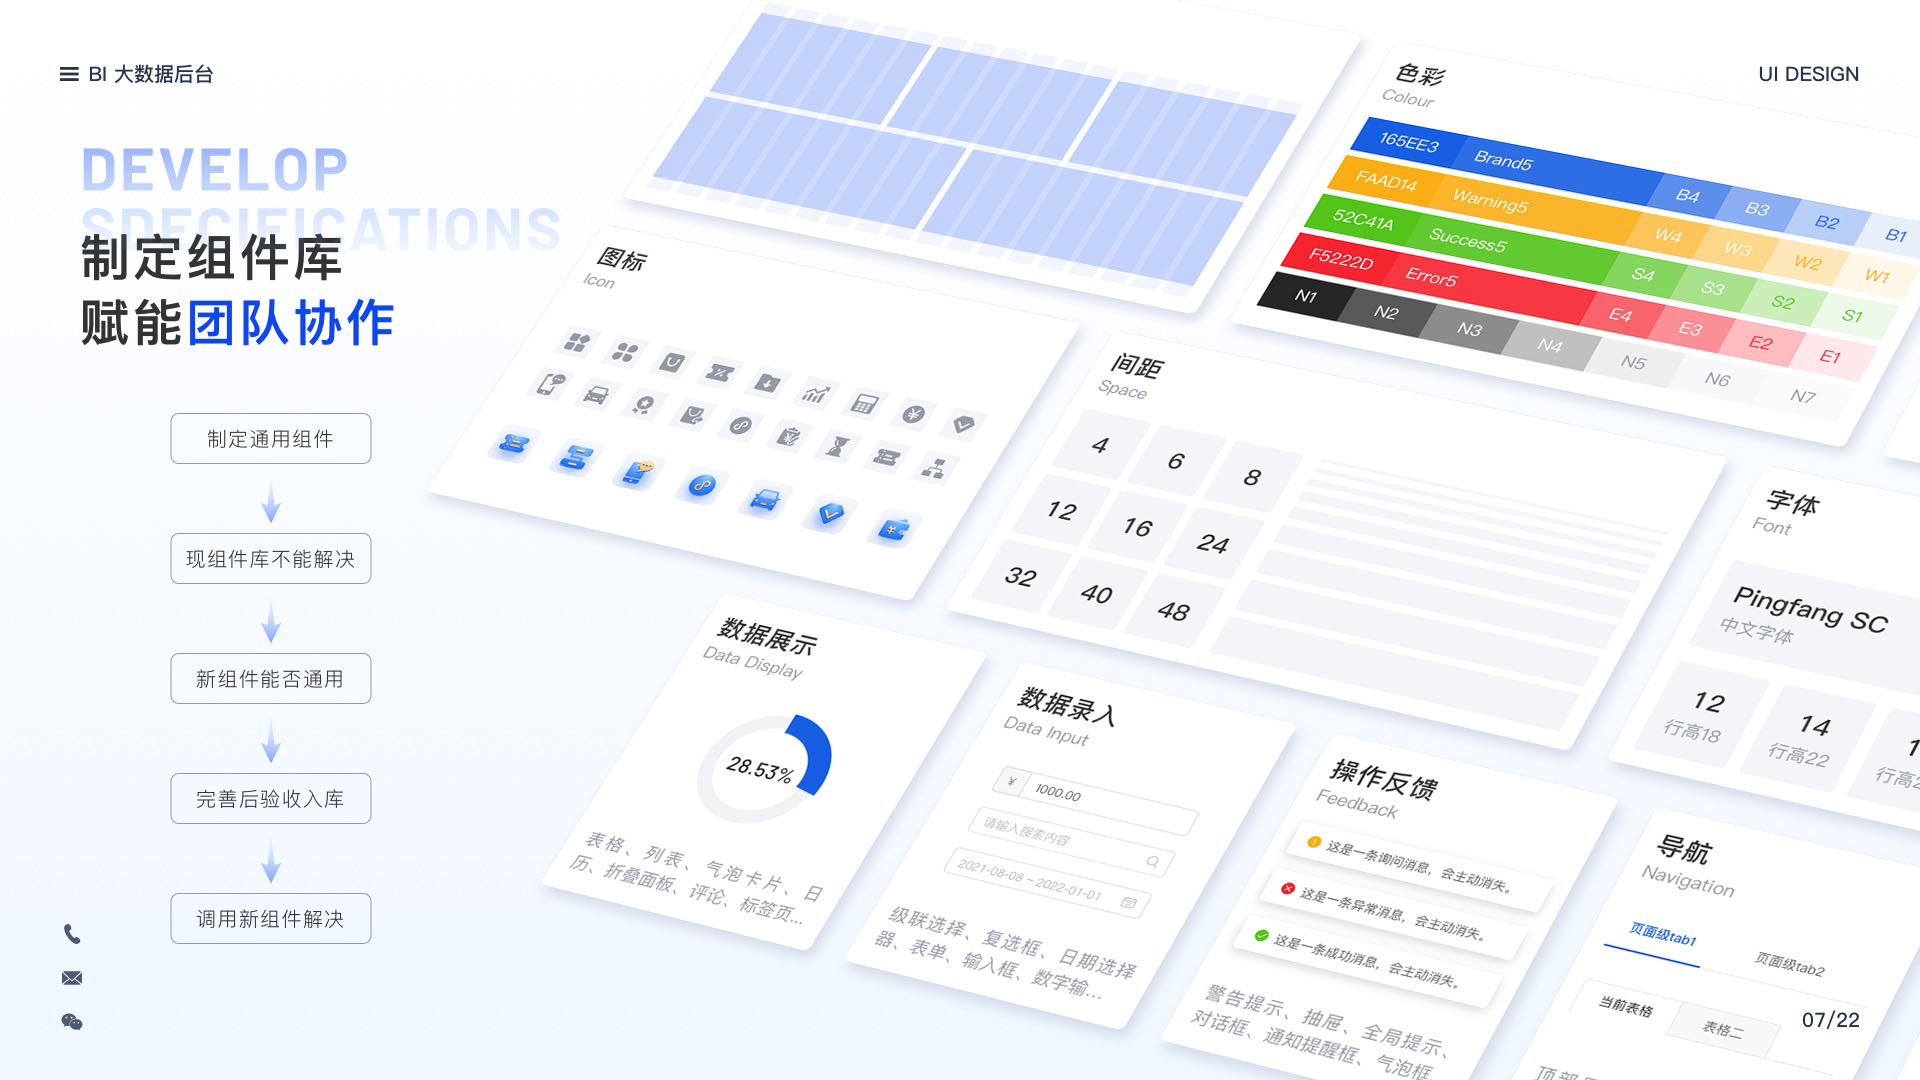 BI 大数据后台
UI DESIGN
DEVELOP
SDECIFICATIONS
制定组件库
赋能团队协作
制定通用组件
现组件库不能解决
新组件能否通用
完善后验收入库
调用新组件解决
色彩
Colour
165EE3 Brand5 B4 B3 B2 B1
FAAD14 Warning5 W4 W3 W2 W1
52C41A Success5 S4 S3 S2 S1
F5222D Error5 E4 E3 E2 E1
N1 N2 N3 N4 N5 N6 N7
图标
Icon
间距
Space
4 6 8
12 16 24
32 40 48
字体
Font
Pingfang SC
中文字体
12 14
行高18 行高22
数据展示
Data Display
28.53%
表格、列表、气泡卡片、日
历、折叠面板、评论、标签页...
数据录入
Data Input
¥ 1000.00
请输入搜索内容
2021-08-08 ~ 2022-01-01
级联选择、复选框、日期选择
器、表单、输入框、数字输...
操作反馈
Feedback
这是一条询问消息，会主动消失。
这是一条异常消息，会主动消失。
这是一条成功消息，会主动消失。
警告提示、抽屉、全局提示、
对话框、通知提醒框、气泡框
导航
Navigation
页面级tab1 页面级tab2
当前表格 表格二
07/22